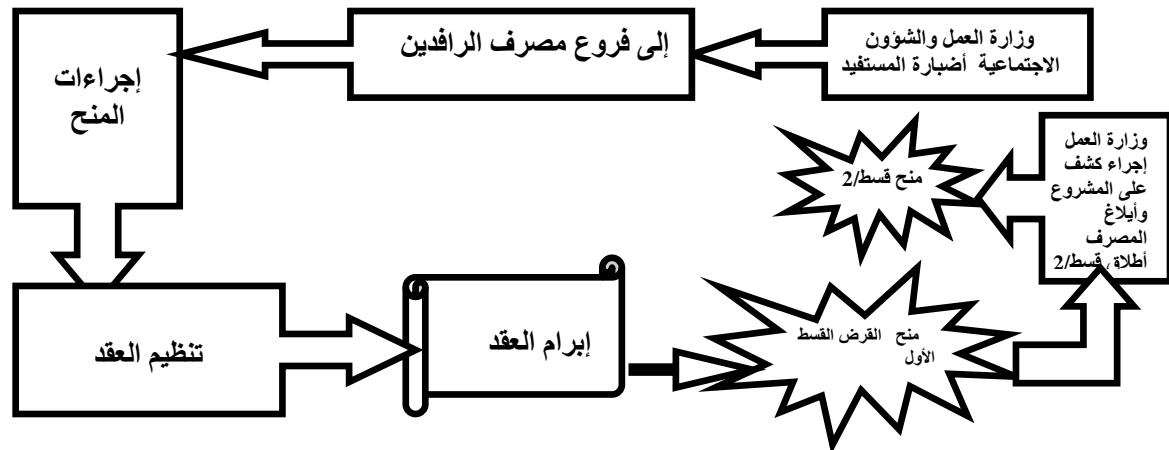 وزارة العمل والشؤون
الاجتماعية أضبارة المستفيد
إلى فروع مصرف الرافدين
إجراءات
المنح
تنظيم العقد
إبرام العقد
منح القرض القسط
الأول
وزارة العمل
إجراء كشف
على المشروع
وأيلاغ
المصرف
أطلاق قسط/2
منح قسط/2